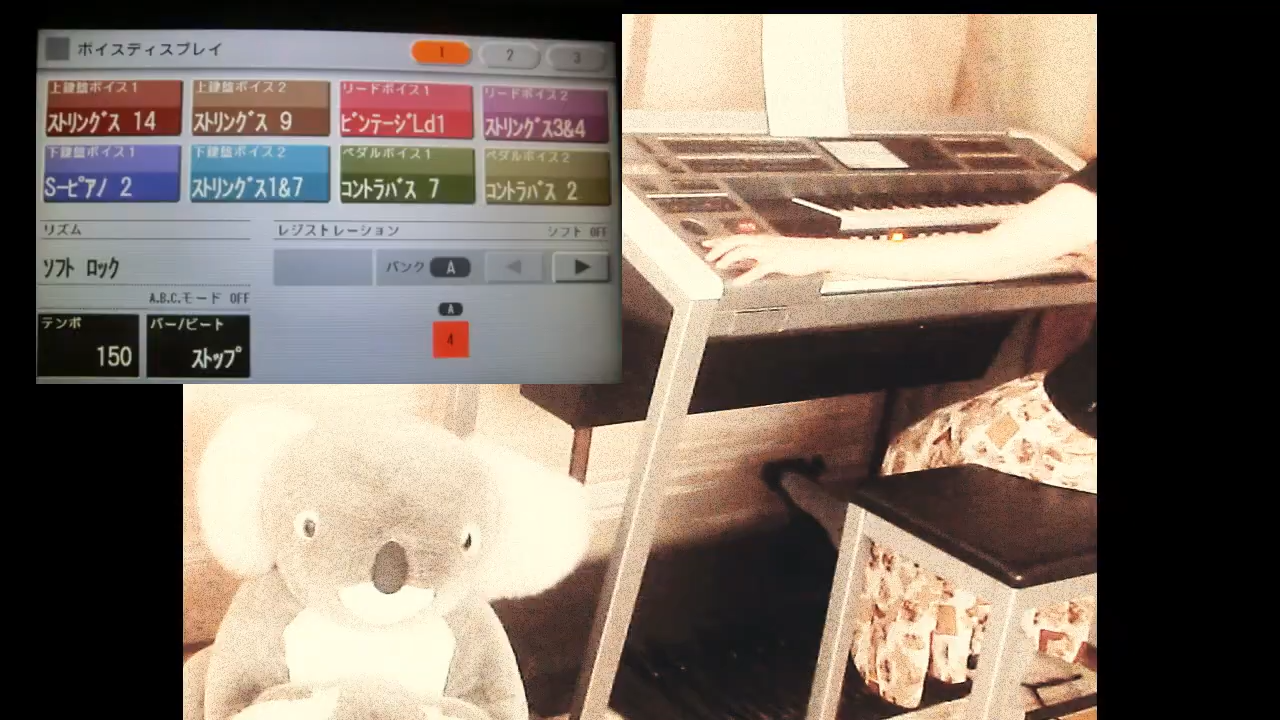 ボイスディスプレイ
1
2
3
上鍵盤ボイス1
上鍵盤ボイス2
リードボイス1
リードボイス2
ストリングス 14
ストリングス 9
ビンテージLd1
ストリングス3&4
下鍵盤ボイス1
下鍵盤ボイス2
ペダルボイス1
ペダルボイス2
S-ピアノ 2
ストリングス1&7
コントラバス 7
コントラバス 2
リズム
レジストレーション
シフト OFF
ソフト ロック
バンク A
A.B.C.モード OFF
A
テンポ
バー/ビート
4
150
ストップ